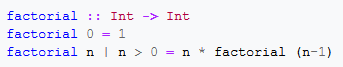 factorial :: Int -> Int
factorial 0 = 1
factorial n | n > 0 = n * factorial (n-1)